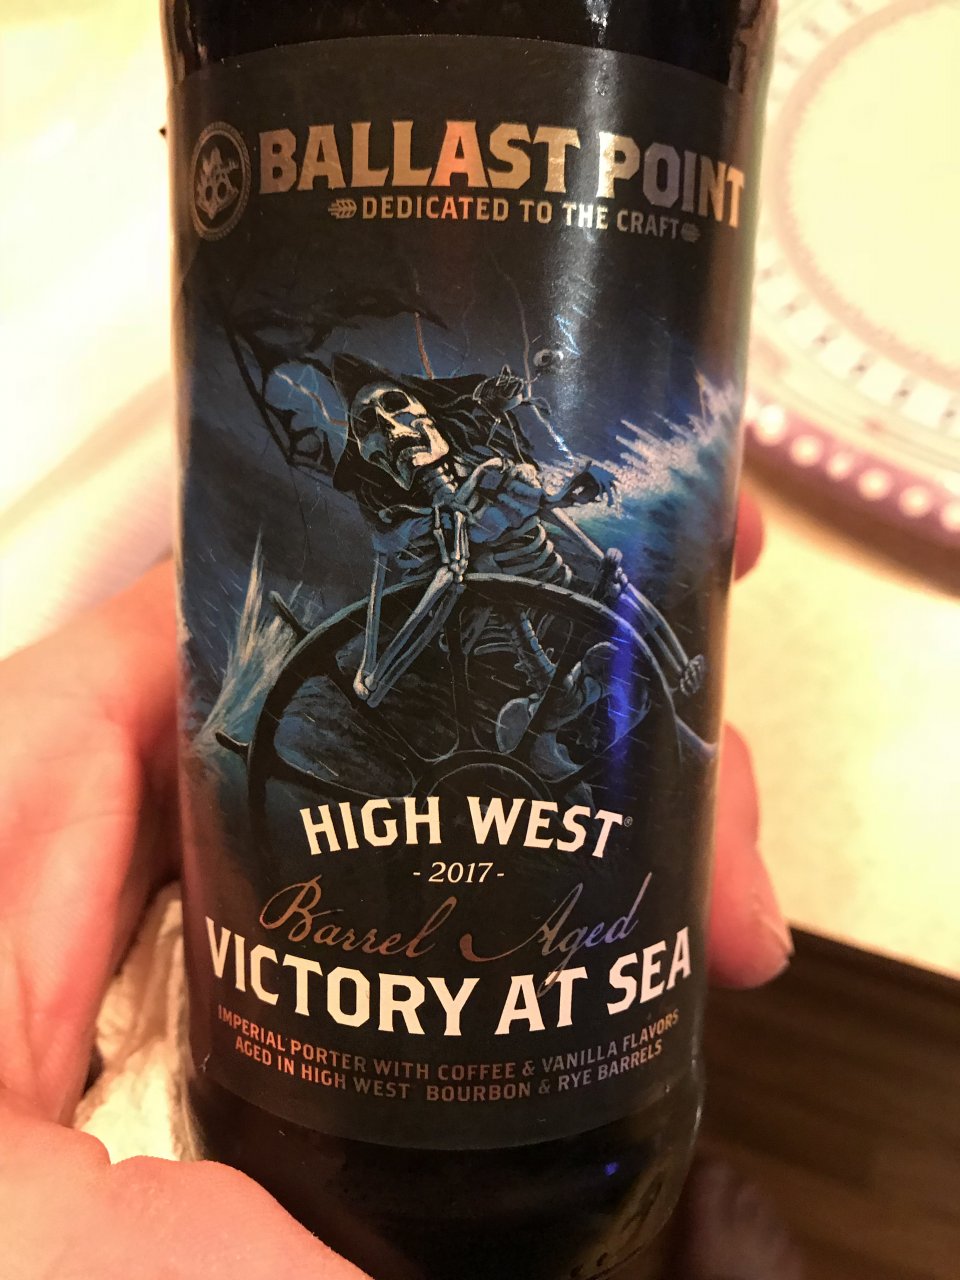 BALLAST POINT
DEDICATED TO THE CRAFT
HIGH WEST®
- 2017 -
Barrel Aged
VICTORY AT SEA
IMPERIAL PORTER WITH COFFEE & VANILLA FLAVORS
AGED IN HIGH WEST® BOURBON & RYE BARRELS